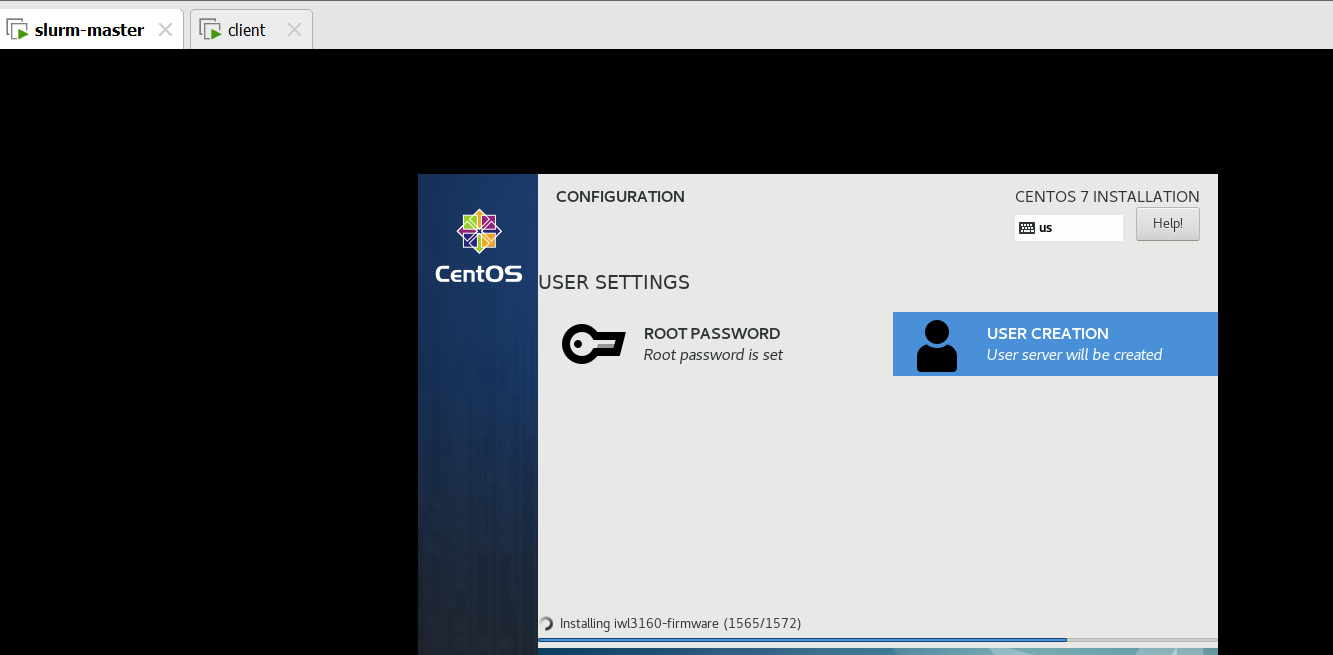 slurm-master
client
CONFIGURATION
CENTOS 7 INSTALLATION
us
Help!
CentOS
USER SETTINGS
ROOT PASSWORD
Root password is set
USER CREATION
User server will be created
Installing iwl3160-firmware (1565/1572)